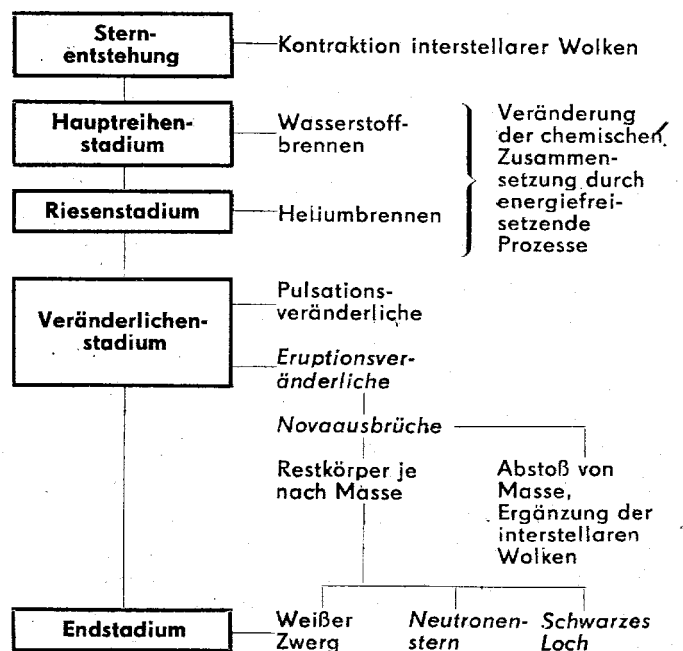 Stern-
entstehung
Kontraktion interstellarer Wolken
Hauptreihen-
stadium
Wasserstoff-
brennen
Riesenstadium
Heliumbrennen
Veränderung
der chemischen
Zusammen-
setzung durch
energiefrei-
setzende
Prozesse
Veränderlichen-
stadium
Pulsations-
veränderliche
Eruptionsver-
änderliche
Novaausbrüche
Restkörper je
nach Masse
Abstoß von
Masse,
Ergänzung der
interstellaren
Wolken
Endstadium
Weißer
Zwerg
Neutronen-
stern
Schwarzes
Loch